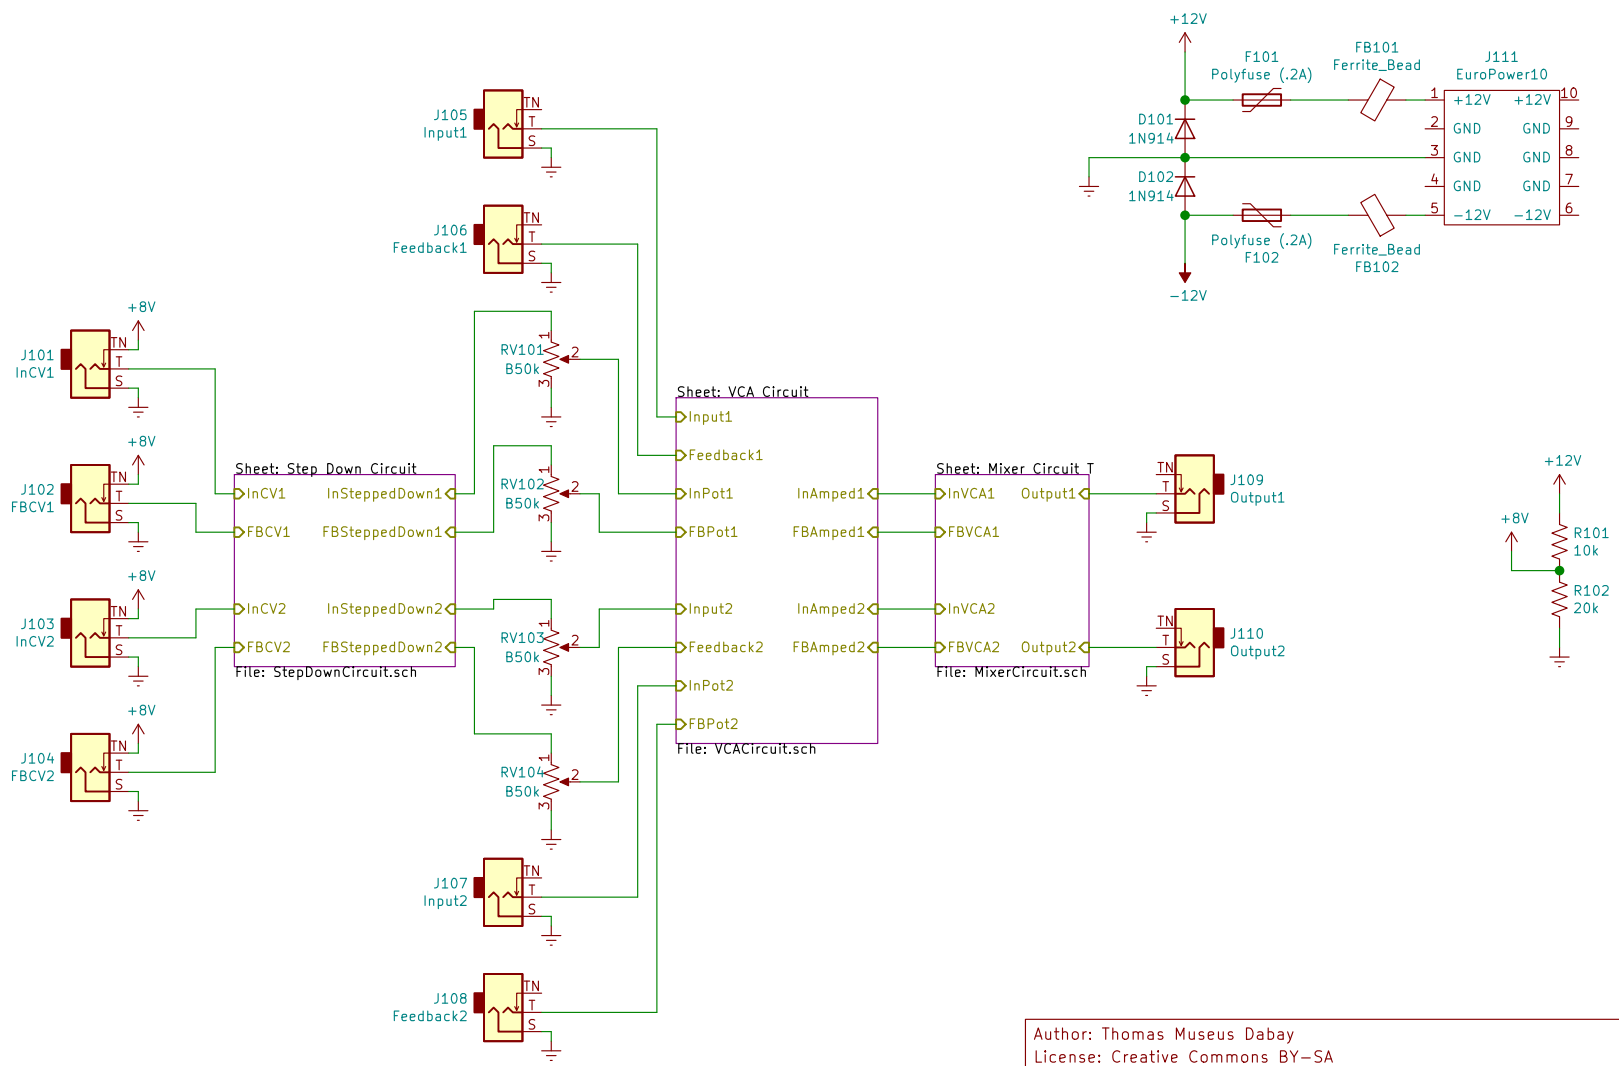 +12V
F101
Polyfuse (.2A)
FB101
Ferrite_Bead
J111
EuroPower10
1 +12V +12V 10
2 GND GND 9
3 GND GND 8
4 GND GND 7
5 -12V -12V 6
D101
1N914
D102
1N914
Polyfuse (.2A)
F102
Ferrite_Bead
FB102
-12V
J105
Input1
TN
T
S
J106
Feedback1
TN
T
S
+8V
J101
InCV1
TN
T
S
+8V
J102
FBCV1
TN
T
S
+8V
J103
InCV2
TN
T
S
+8V
J104
FBCV2
TN
T
S
Sheet: Step Down Circuit
InCV1 InSteppedDown1
FBCV1 FBSteppedDown1
InCV2 InSteppedDown2
FBCV2 FBSteppedDown2
File: StepDownCircuit.sch
RV101
B50k
1
2
3
RV102
B50k
1
2
3
RV103
B50k
1
2
3
RV104
B50k
1
2
3
Sheet: VCA Circuit
Input1
Feedback1
InPot1 InAmped1
FBPot1 FBAmped1
Input2 InAmped2
Feedback2 FBAmped2
InPot2
FBPot2
File: VCACircuit.sch
Sheet: Mixer Circuit T
InVCA1 Output1
FBVCA1
InVCA2
FBVCA2 Output2
File: MixerCircuit.sch
TN
T
S
J109
Output1
TN
T
S
J110
Output2
+12V
+8V
R101
10k
R102
20k
J107
Input2
TN
T
S
J108
Feedback2
TN
T
S
Author: Thomas Museus Dabay
License: Creative Commons BY-SA